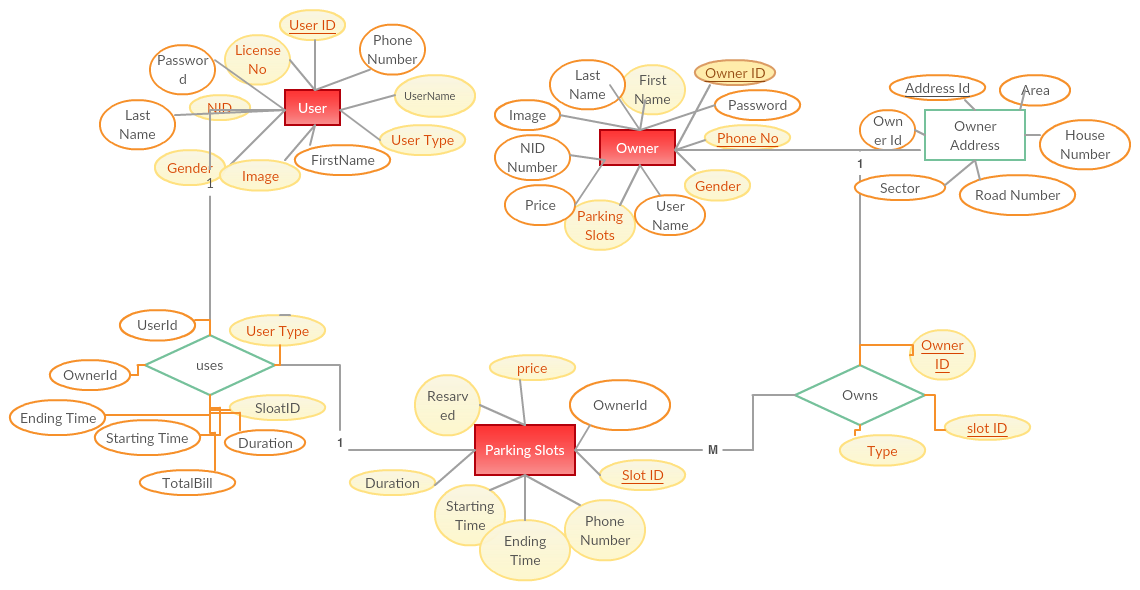 User ID
Phone
Number
License
No
Passwor
d
NID
UserName
Last
Name
User
User Type
FirstName
Gender
Image
1
Last
Name
First
Name
Owner ID
Image
Password
NID
Number
Owner
Phone No
Price
Gender
Parking
Slots
User
Name
Address Id
Area
Own
er Id
Owner
Address
House
Number
1
Sector
Road Number
UserId
User Type
uses
OwnerId
SloatID
Ending Time
Starting Time
Duration
TotalBill
1
price
Resarv
ed
OwnerId
Parking Slots
M
Duration
Slot ID
Starting
Time
Ending
Time
Phone
Number
Owner
ID
Owns
slot ID
Type